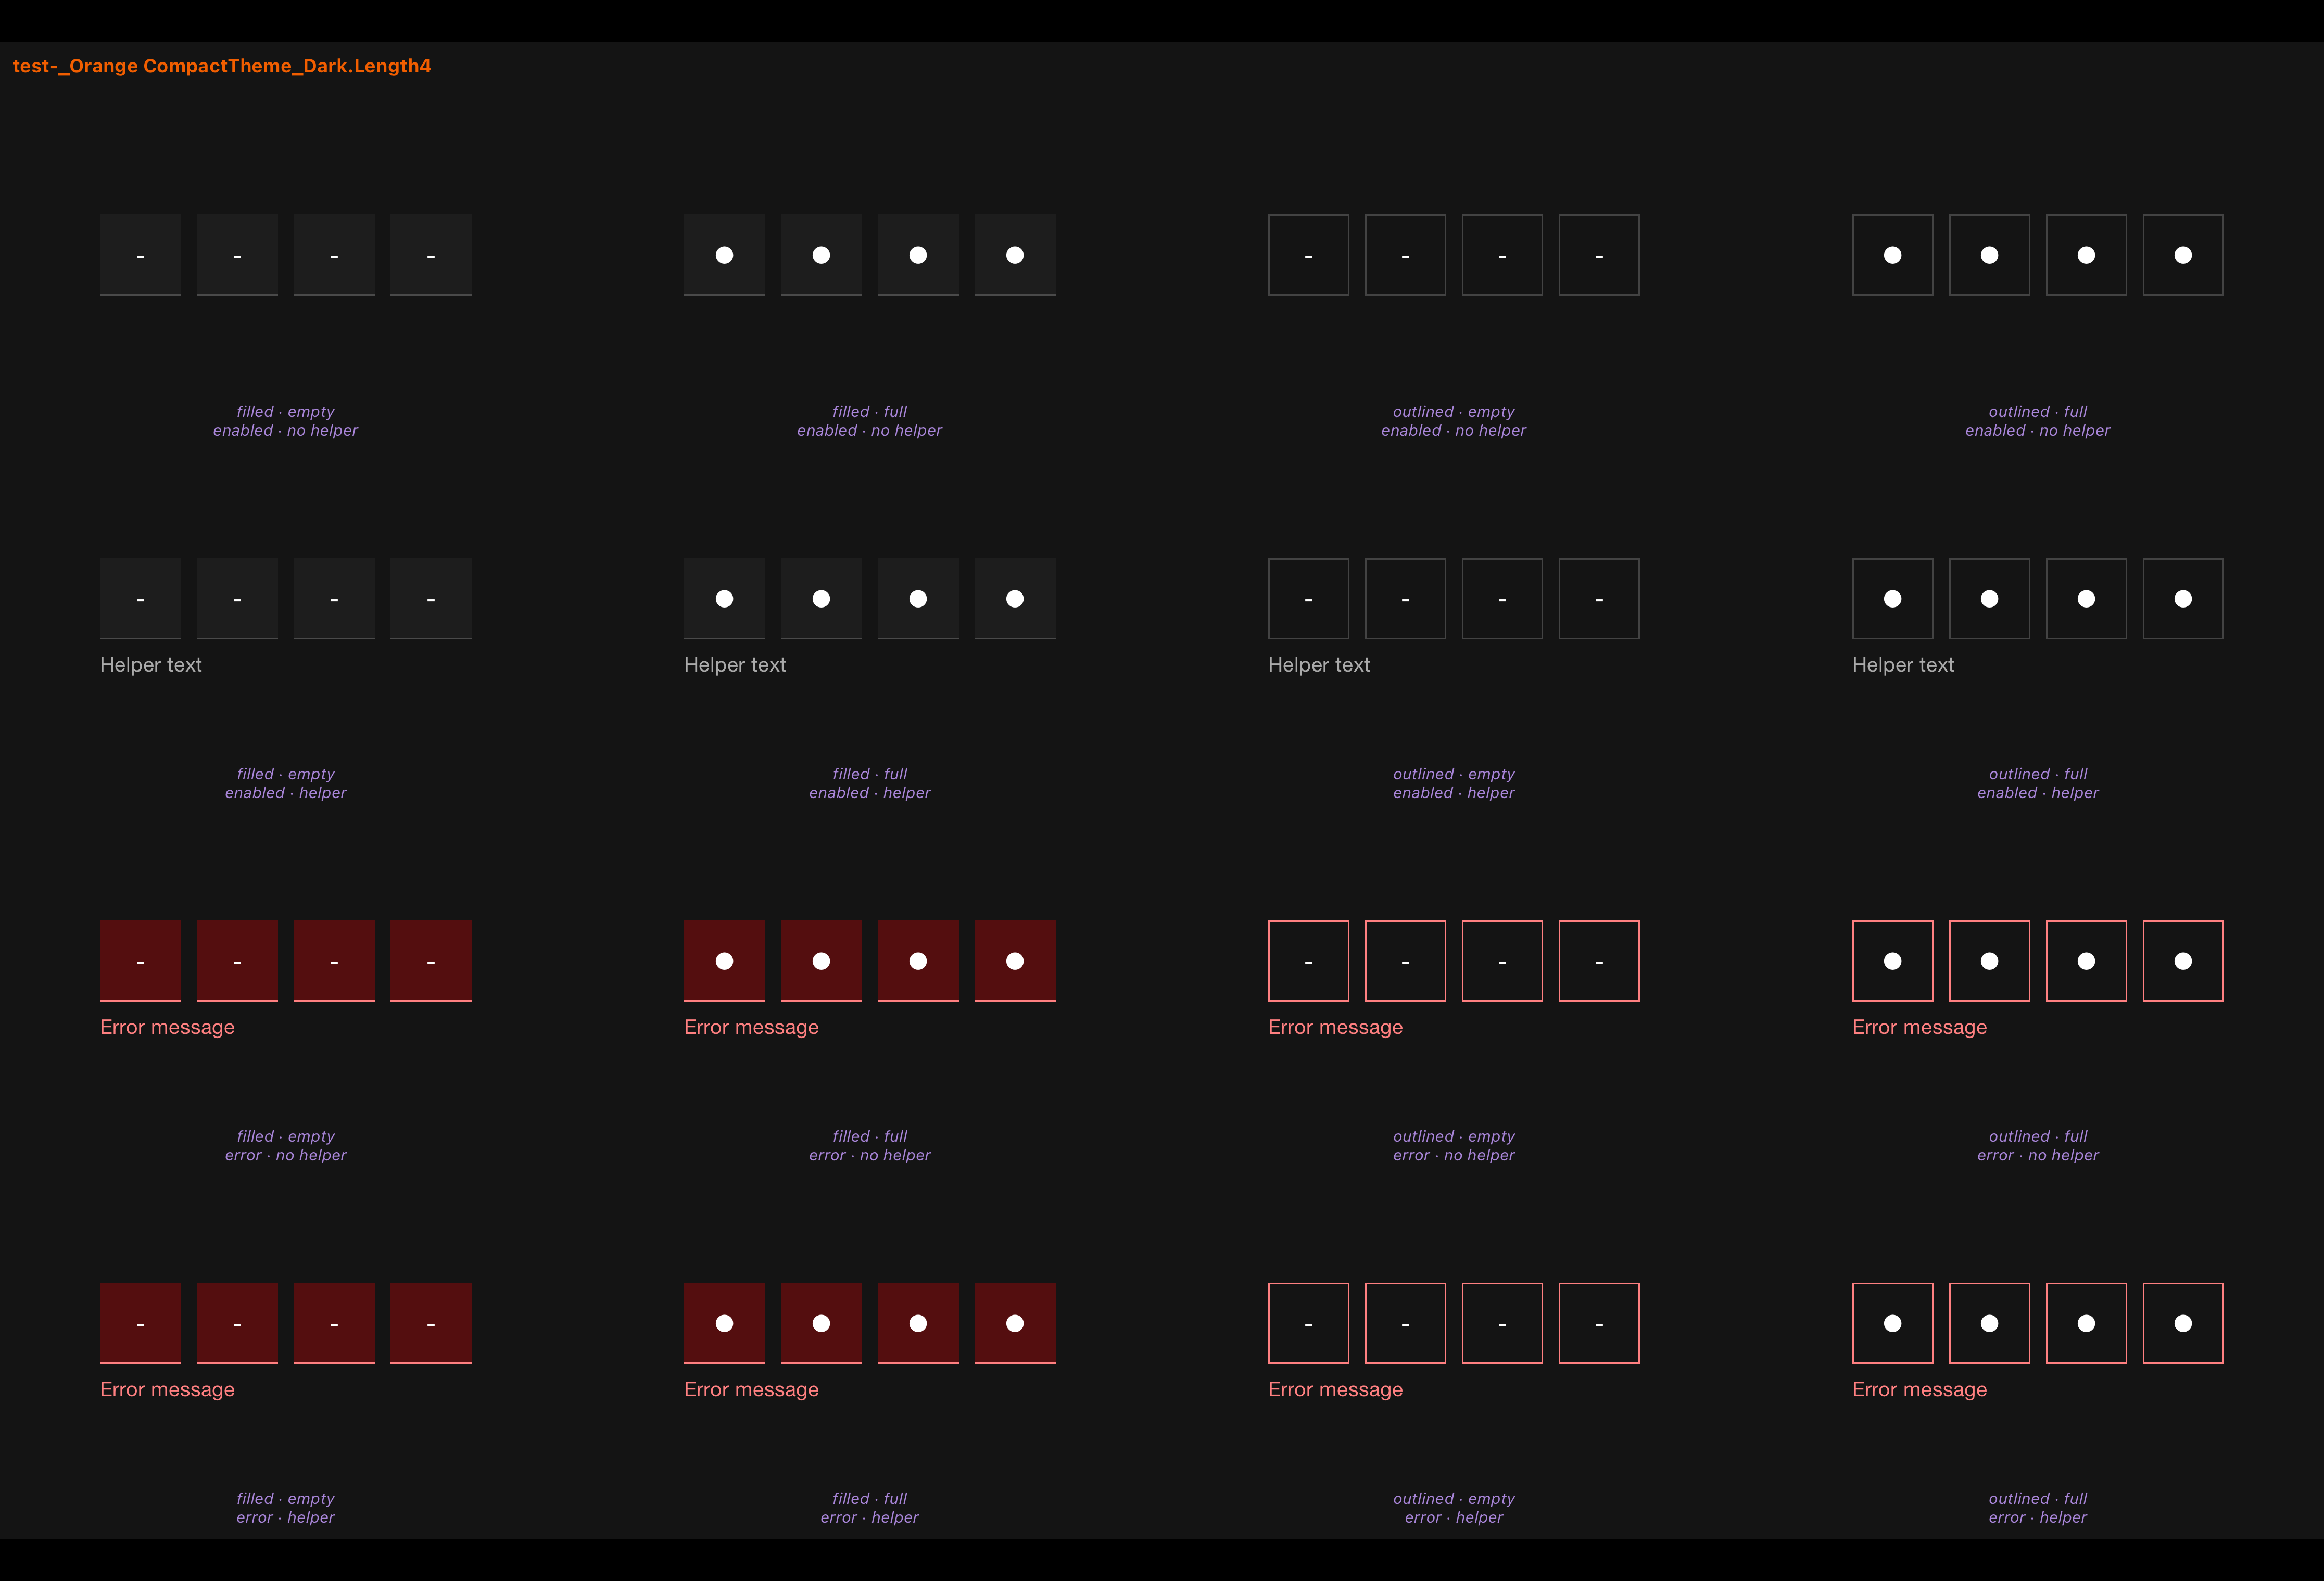 test-_Orange CompactTheme_Dark.Length4
- - - -
- - - -
filled · empty
enabled · no helper
filled · full
enabled · no helper
outlined · empty
enabled · no helper
outlined · full
enabled · no helper
- - - -
- - - -
Helper text
Helper text
Helper text
Helper text
filled · empty
enabled · helper
filled · full
enabled · helper
outlined · empty
enabled · helper
outlined · full
enabled · helper
- - - -
- - - -
Error message
Error message
Error message
Error message
filled · empty
error · no helper
filled · full
error · no helper
outlined · empty
error · no helper
outlined · full
error · no helper
- - - -
- - - -
Error message
Error message
Error message
Error message
filled · empty
error · helper
filled · full
error · helper
outlined · empty
error · helper
outlined · full
error · helper